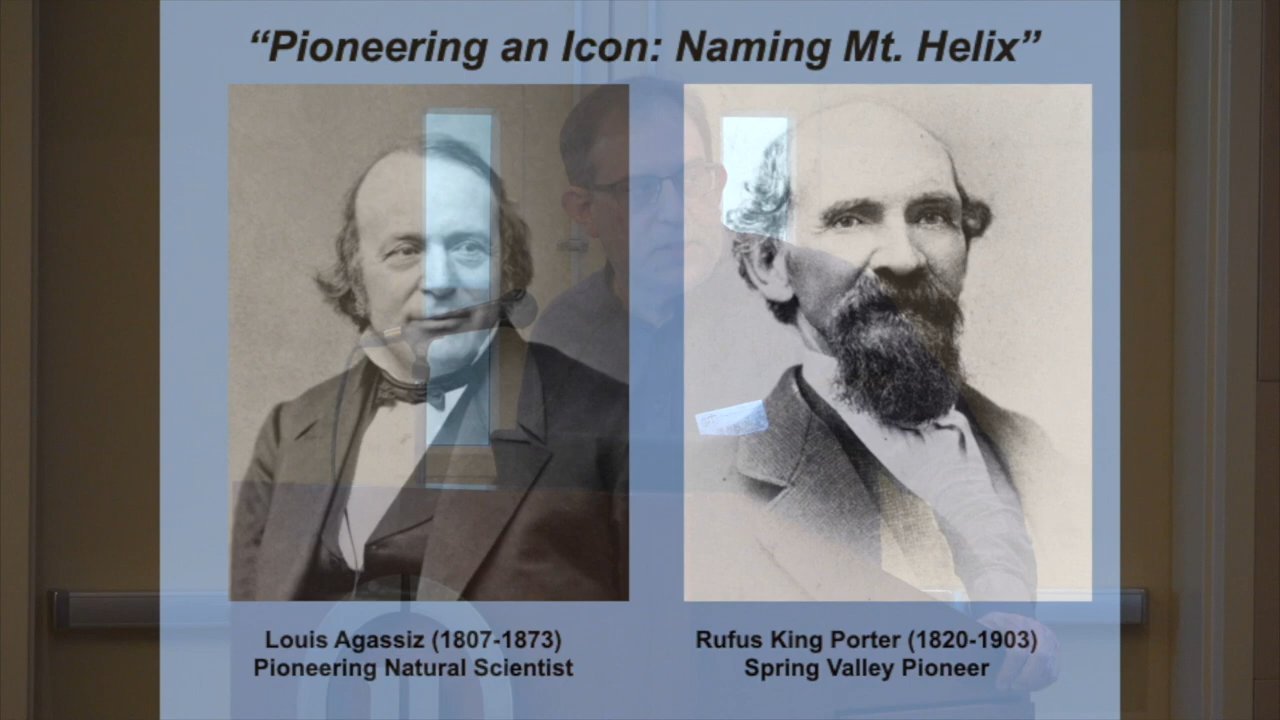 “Pioneering an Icon: Naming Mt. Helix”
Louis Agassiz (1807-1873)
Pioneering Natural Scientist
Rufus King Porter (1820-1903)
Spring Valley Pioneer